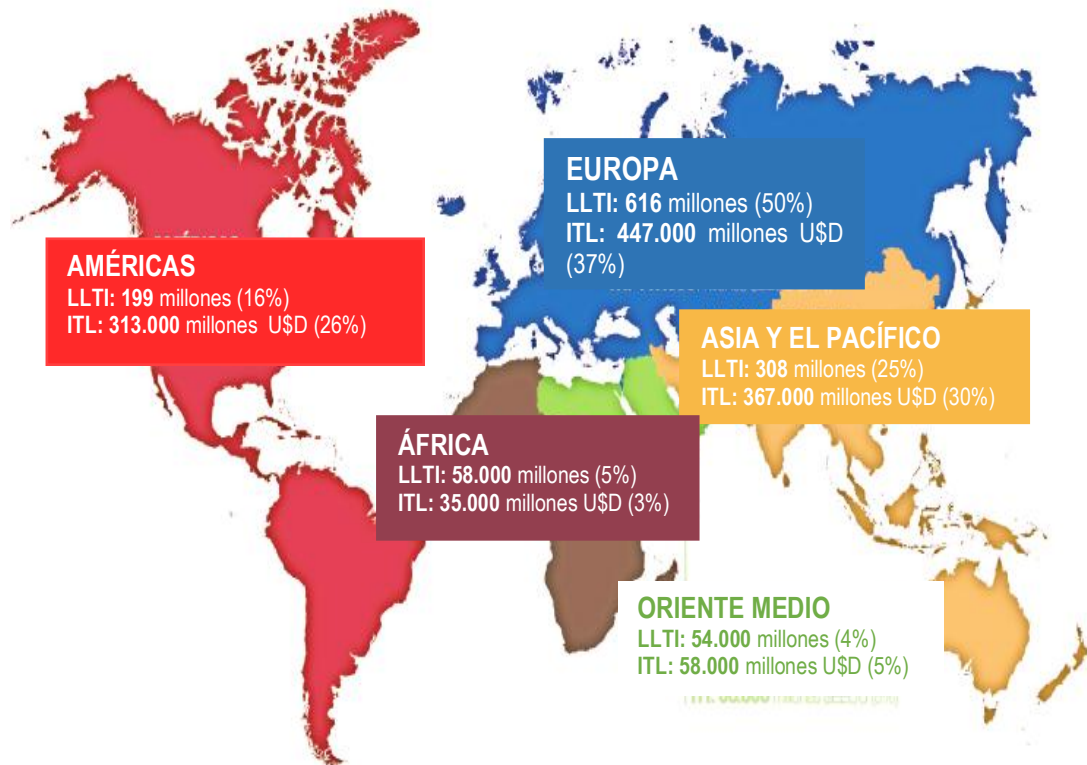 EUROPA
LLTI: 616 millones (50%)
ITL: 447.000 millones U$D
(37%)
AMÉRICAS
LLTI: 199 millones (16%)
ITL: 313.000 millones U$D (26%)
ASIA Y EL PACÍFICO
LLTI: 308 millones (25%)
ITL: 367.000 millones U$D (30%)
ÁFRICA
LLTI: 58.000 millones (5%)
ITL: 35.000 millones U$D (3%)
ORIENTE MEDIO
LLTI: 54.000 millones (4%)
ITL: 58.000 millones U$D (5%)